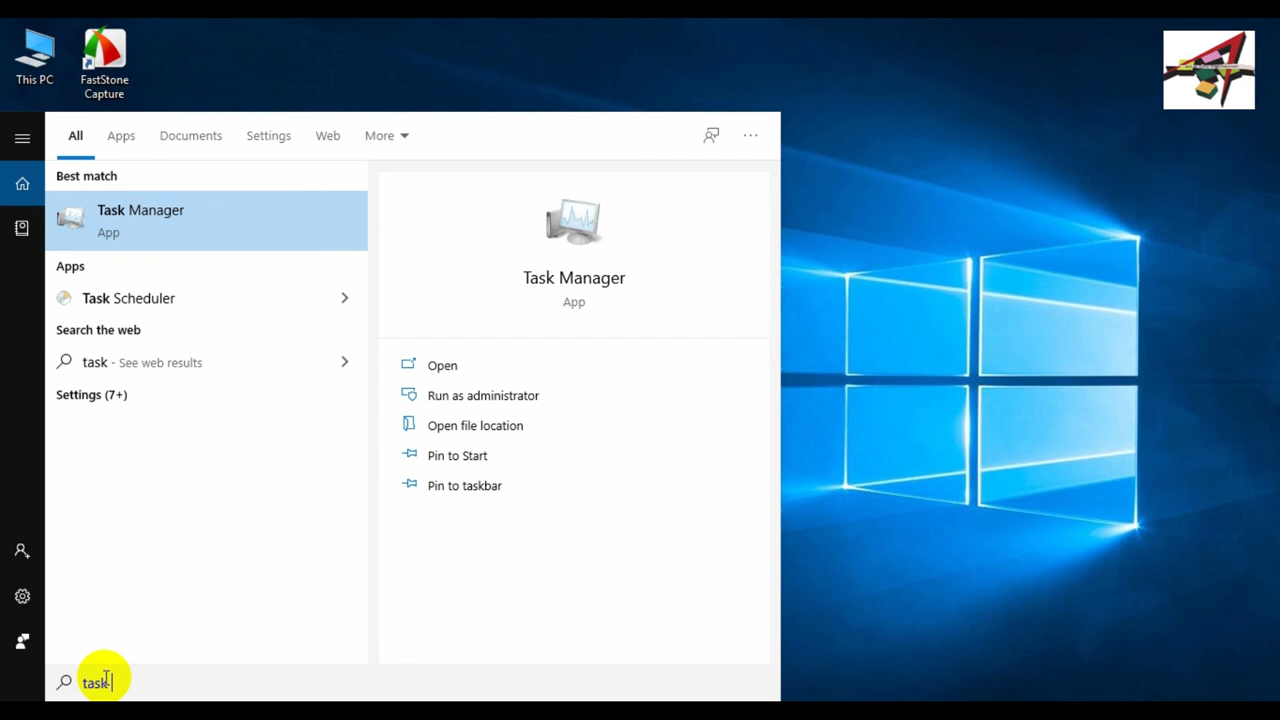 This PC
FastStone
Capture
All
Apps
Documents
Settings
Web
More
Best match
Task Manager
App
Apps
Task Scheduler
Search the web
task - See web results
Settings (7+)
Task Manager
App
Open
Run as administrator
Open file location
Pin to Start
Pin to taskbar
task